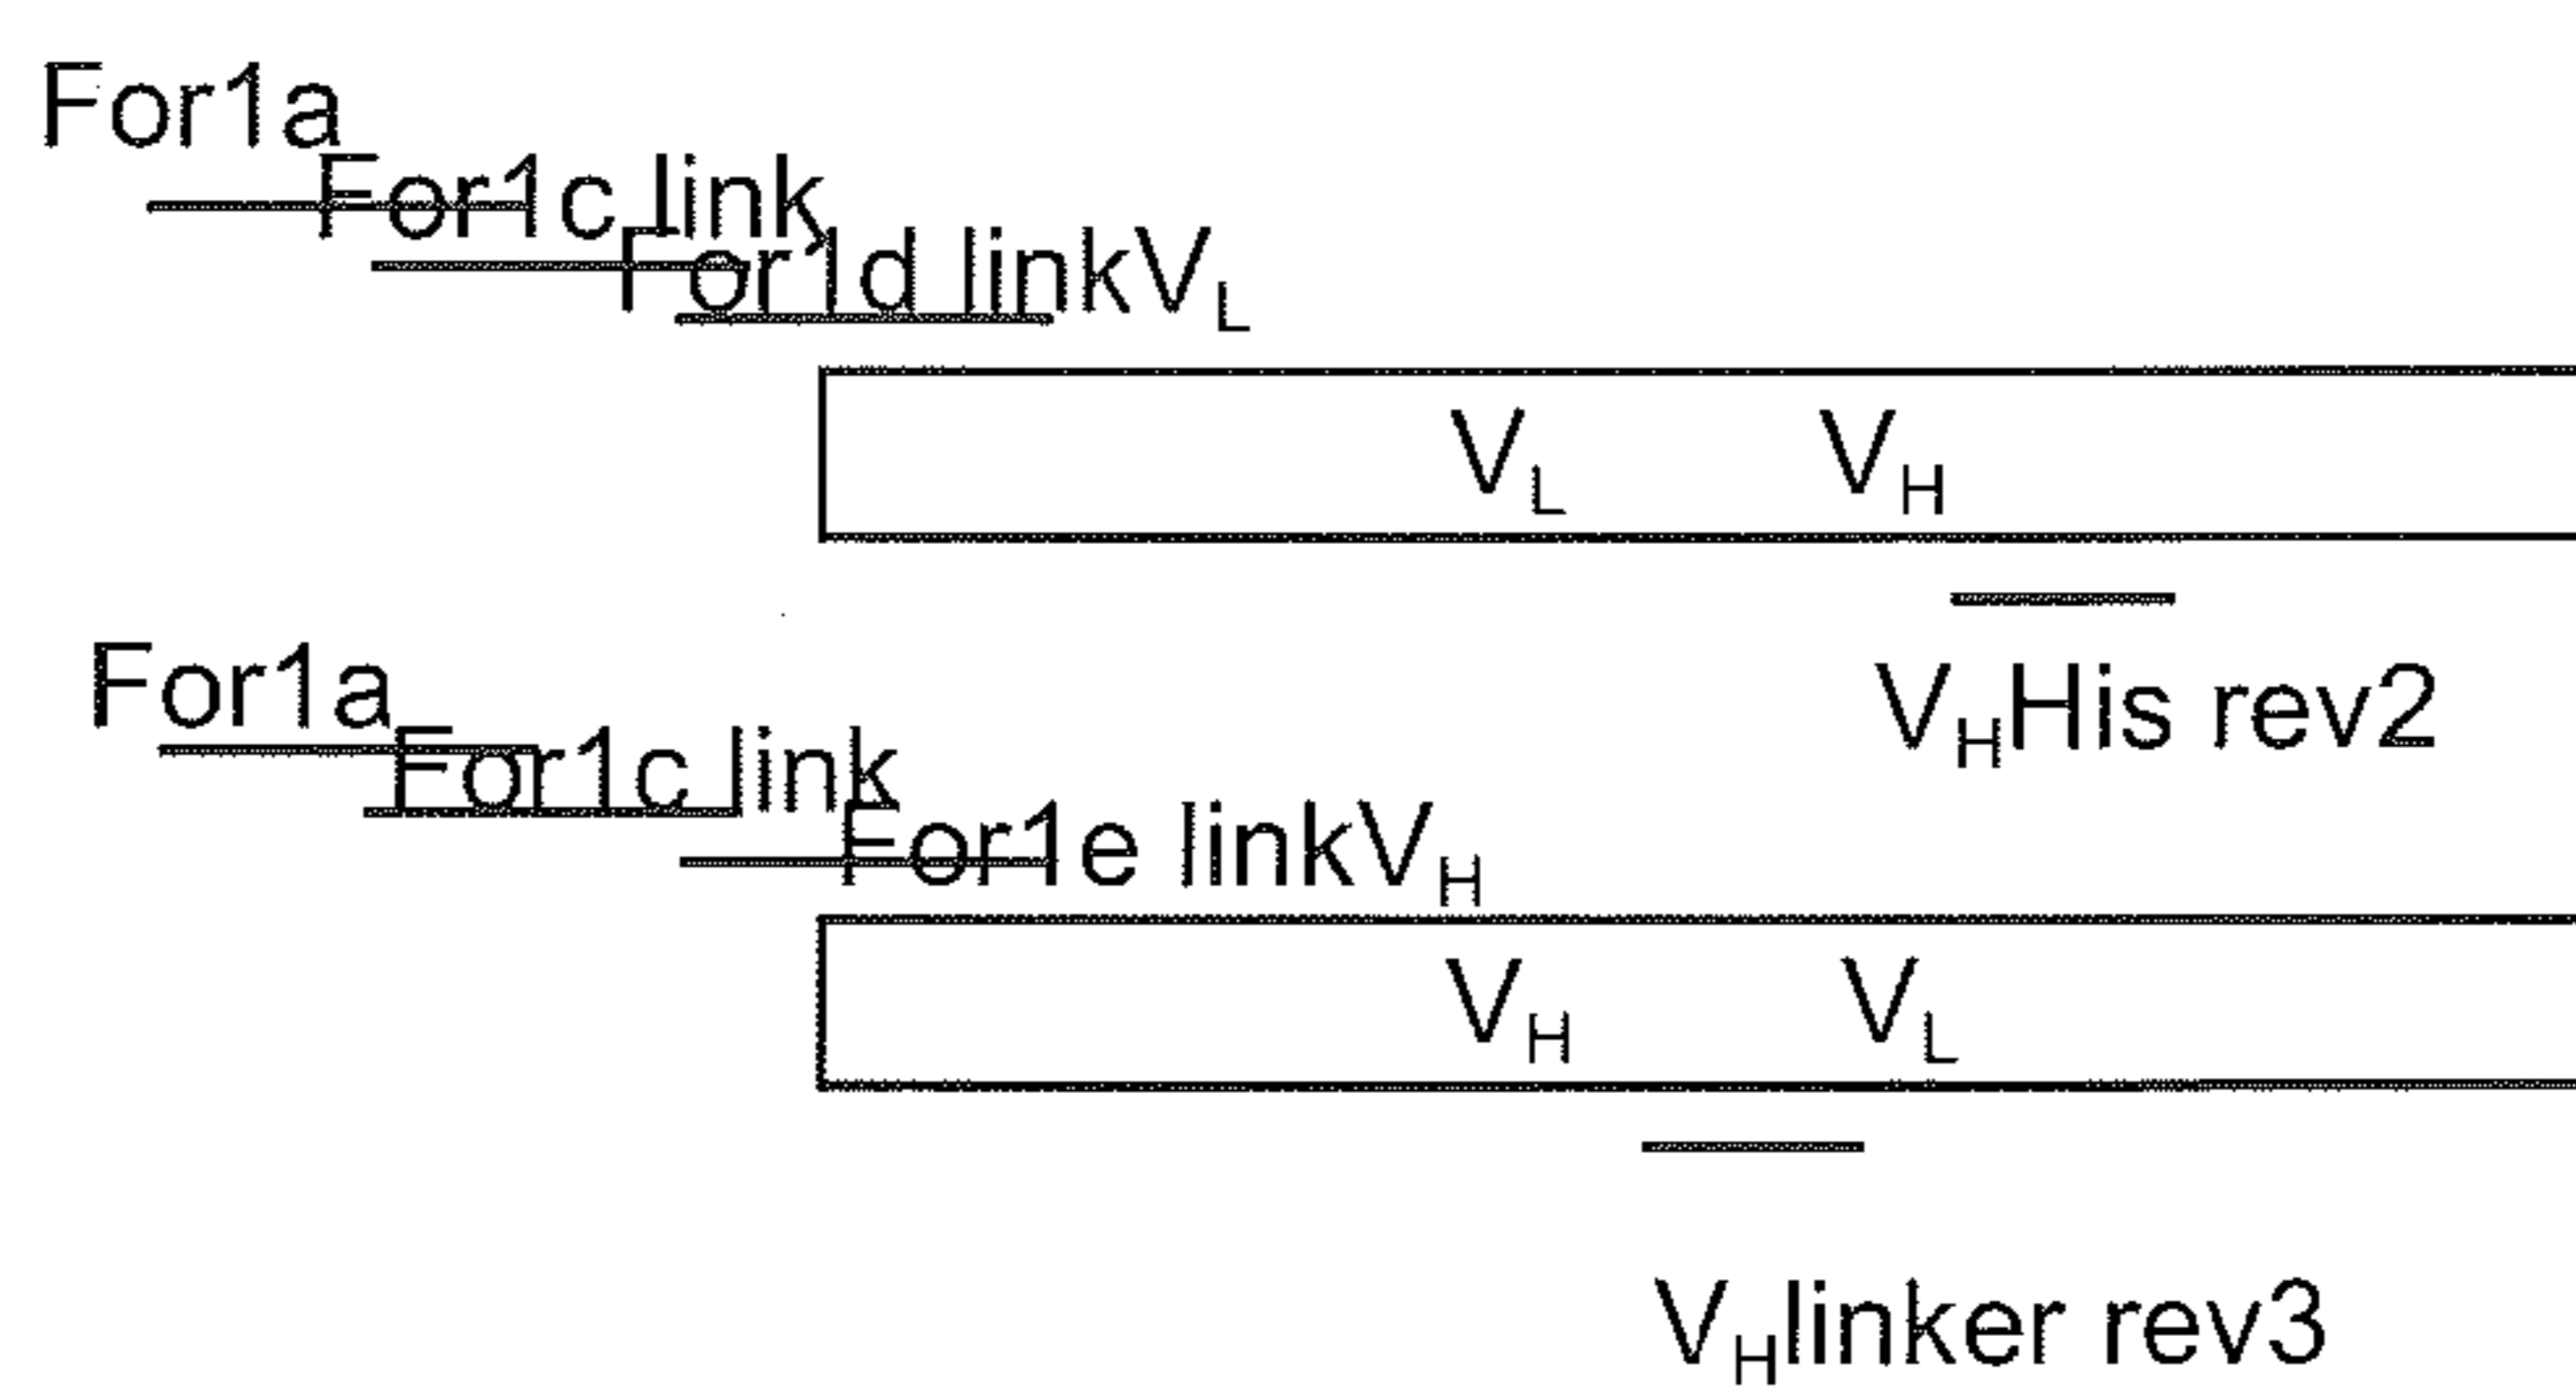 For1a
For1c link
For1d linkVL
VL VH
VHHis rev2
For1a
For1c link
For1e linkVH
VH VL
VHlinker rev3